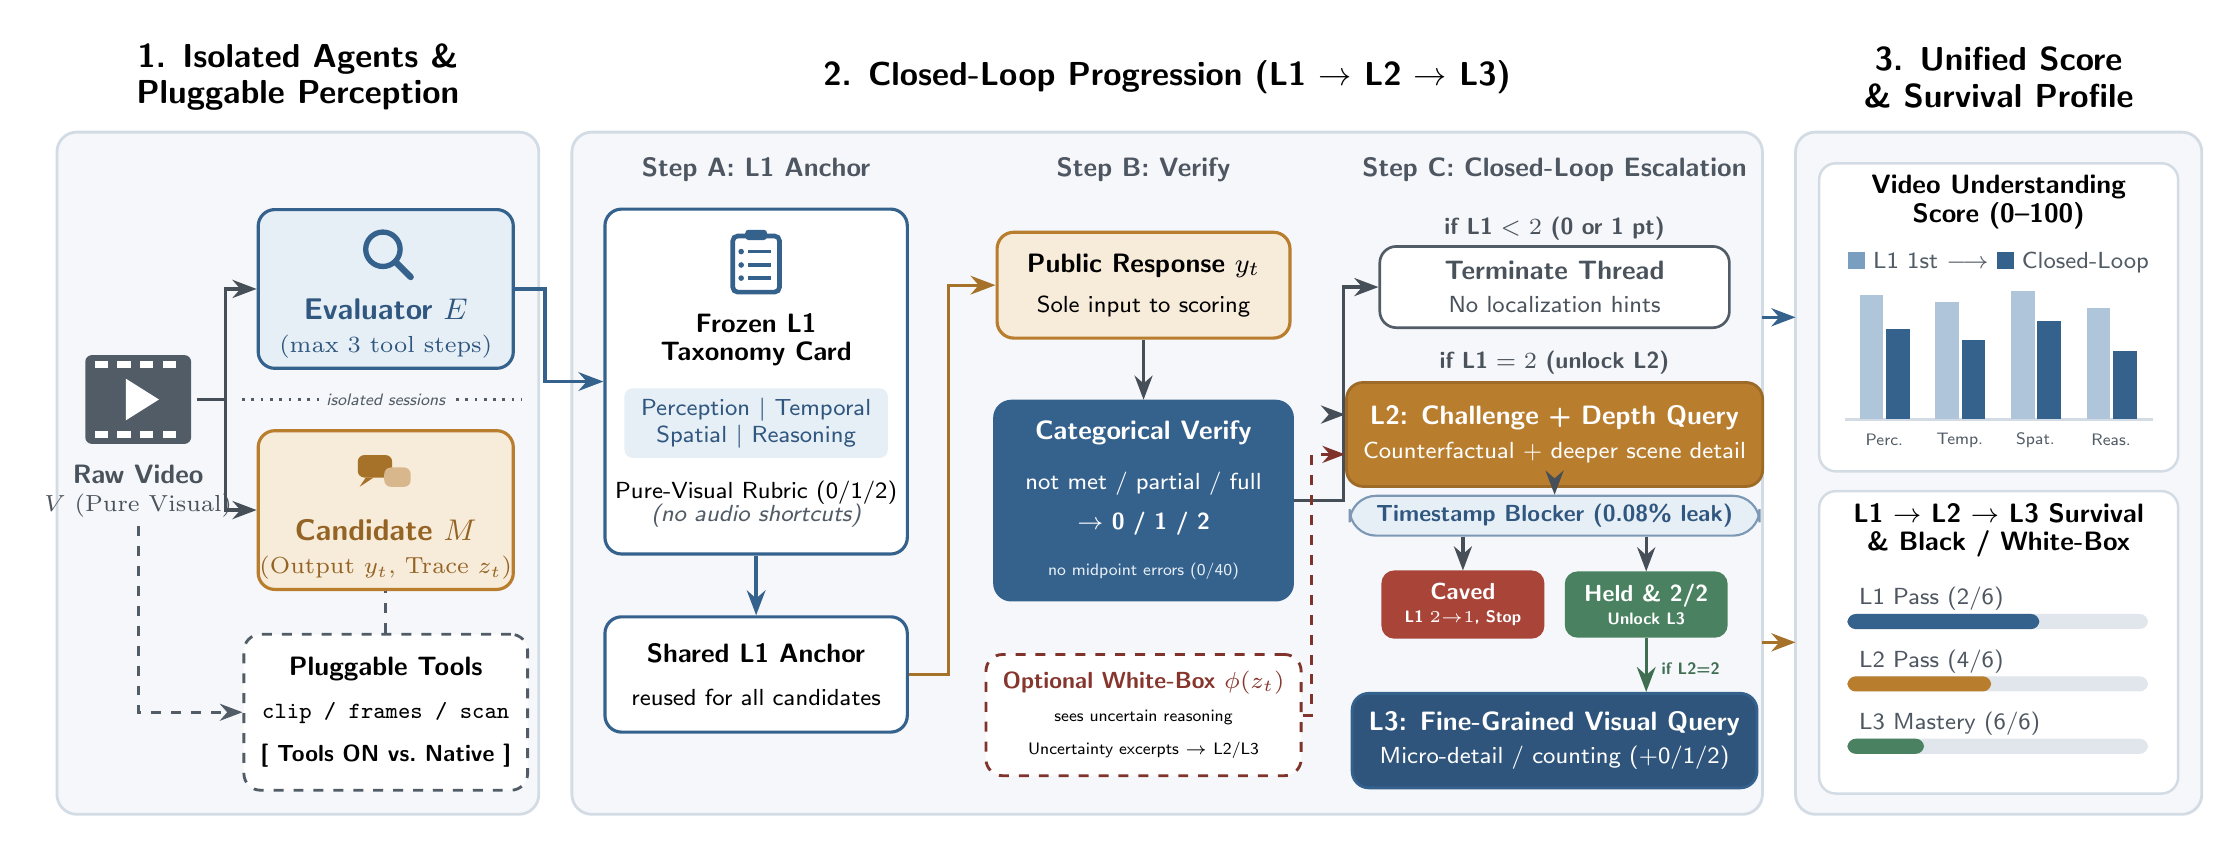 1. Isolated Agents &
Pluggable Perception
Evaluator E
(max 3 tool steps)
isolated sessions
Raw Video
V (Pure Visual)
Candidate M
(Output y_t, Trace z_t)
Pluggable Tools
clip / frames / scan
[ Tools ON vs. Native ]
2. Closed-Loop Progression (L1 → L2 → L3)
Step A: L1 Anchor
Frozen L1
Taxonomy Card
Perception | Temporal
Spatial | Reasoning
Pure-Visual Rubric (0/1/2)
(no audio shortcuts)
Shared L1 Anchor
reused for all candidates
Step B: Verify
Public Response y_t
Sole input to scoring
Categorical Verify
not met / partial / full
→ 0 / 1 / 2
no midpoint errors (0/40)
Optional White-Box ϕ(z_t)
sees uncertain reasoning
Uncertainty excerpts → L2/L3
Step C: Closed-Loop Escalation
if L1 < 2 (0 or 1 pt)
Terminate Thread
No localization hints
if L1 = 2 (unlock L2)
L2: Challenge + Depth Query
Counterfactual + deeper scene detail
Timestamp Blocker (0.08% leak)
Caved
L1 2→1, Stop
Held & 2/2
Unlock L3
if L2=2
L3: Fine-Grained Visual Query
Micro-detail / counting (+0/1/2)
3. Unified Score
& Survival Profile
Video Understanding
Score (0–100)
L1 1st ⟶ Closed-Loop
Perc. Temp. Spat. Reas.
L1 → L2 → L3 Survival
& Black / White-Box
L1 Pass (2/6)
L2 Pass (4/6)
L3 Mastery (6/6)